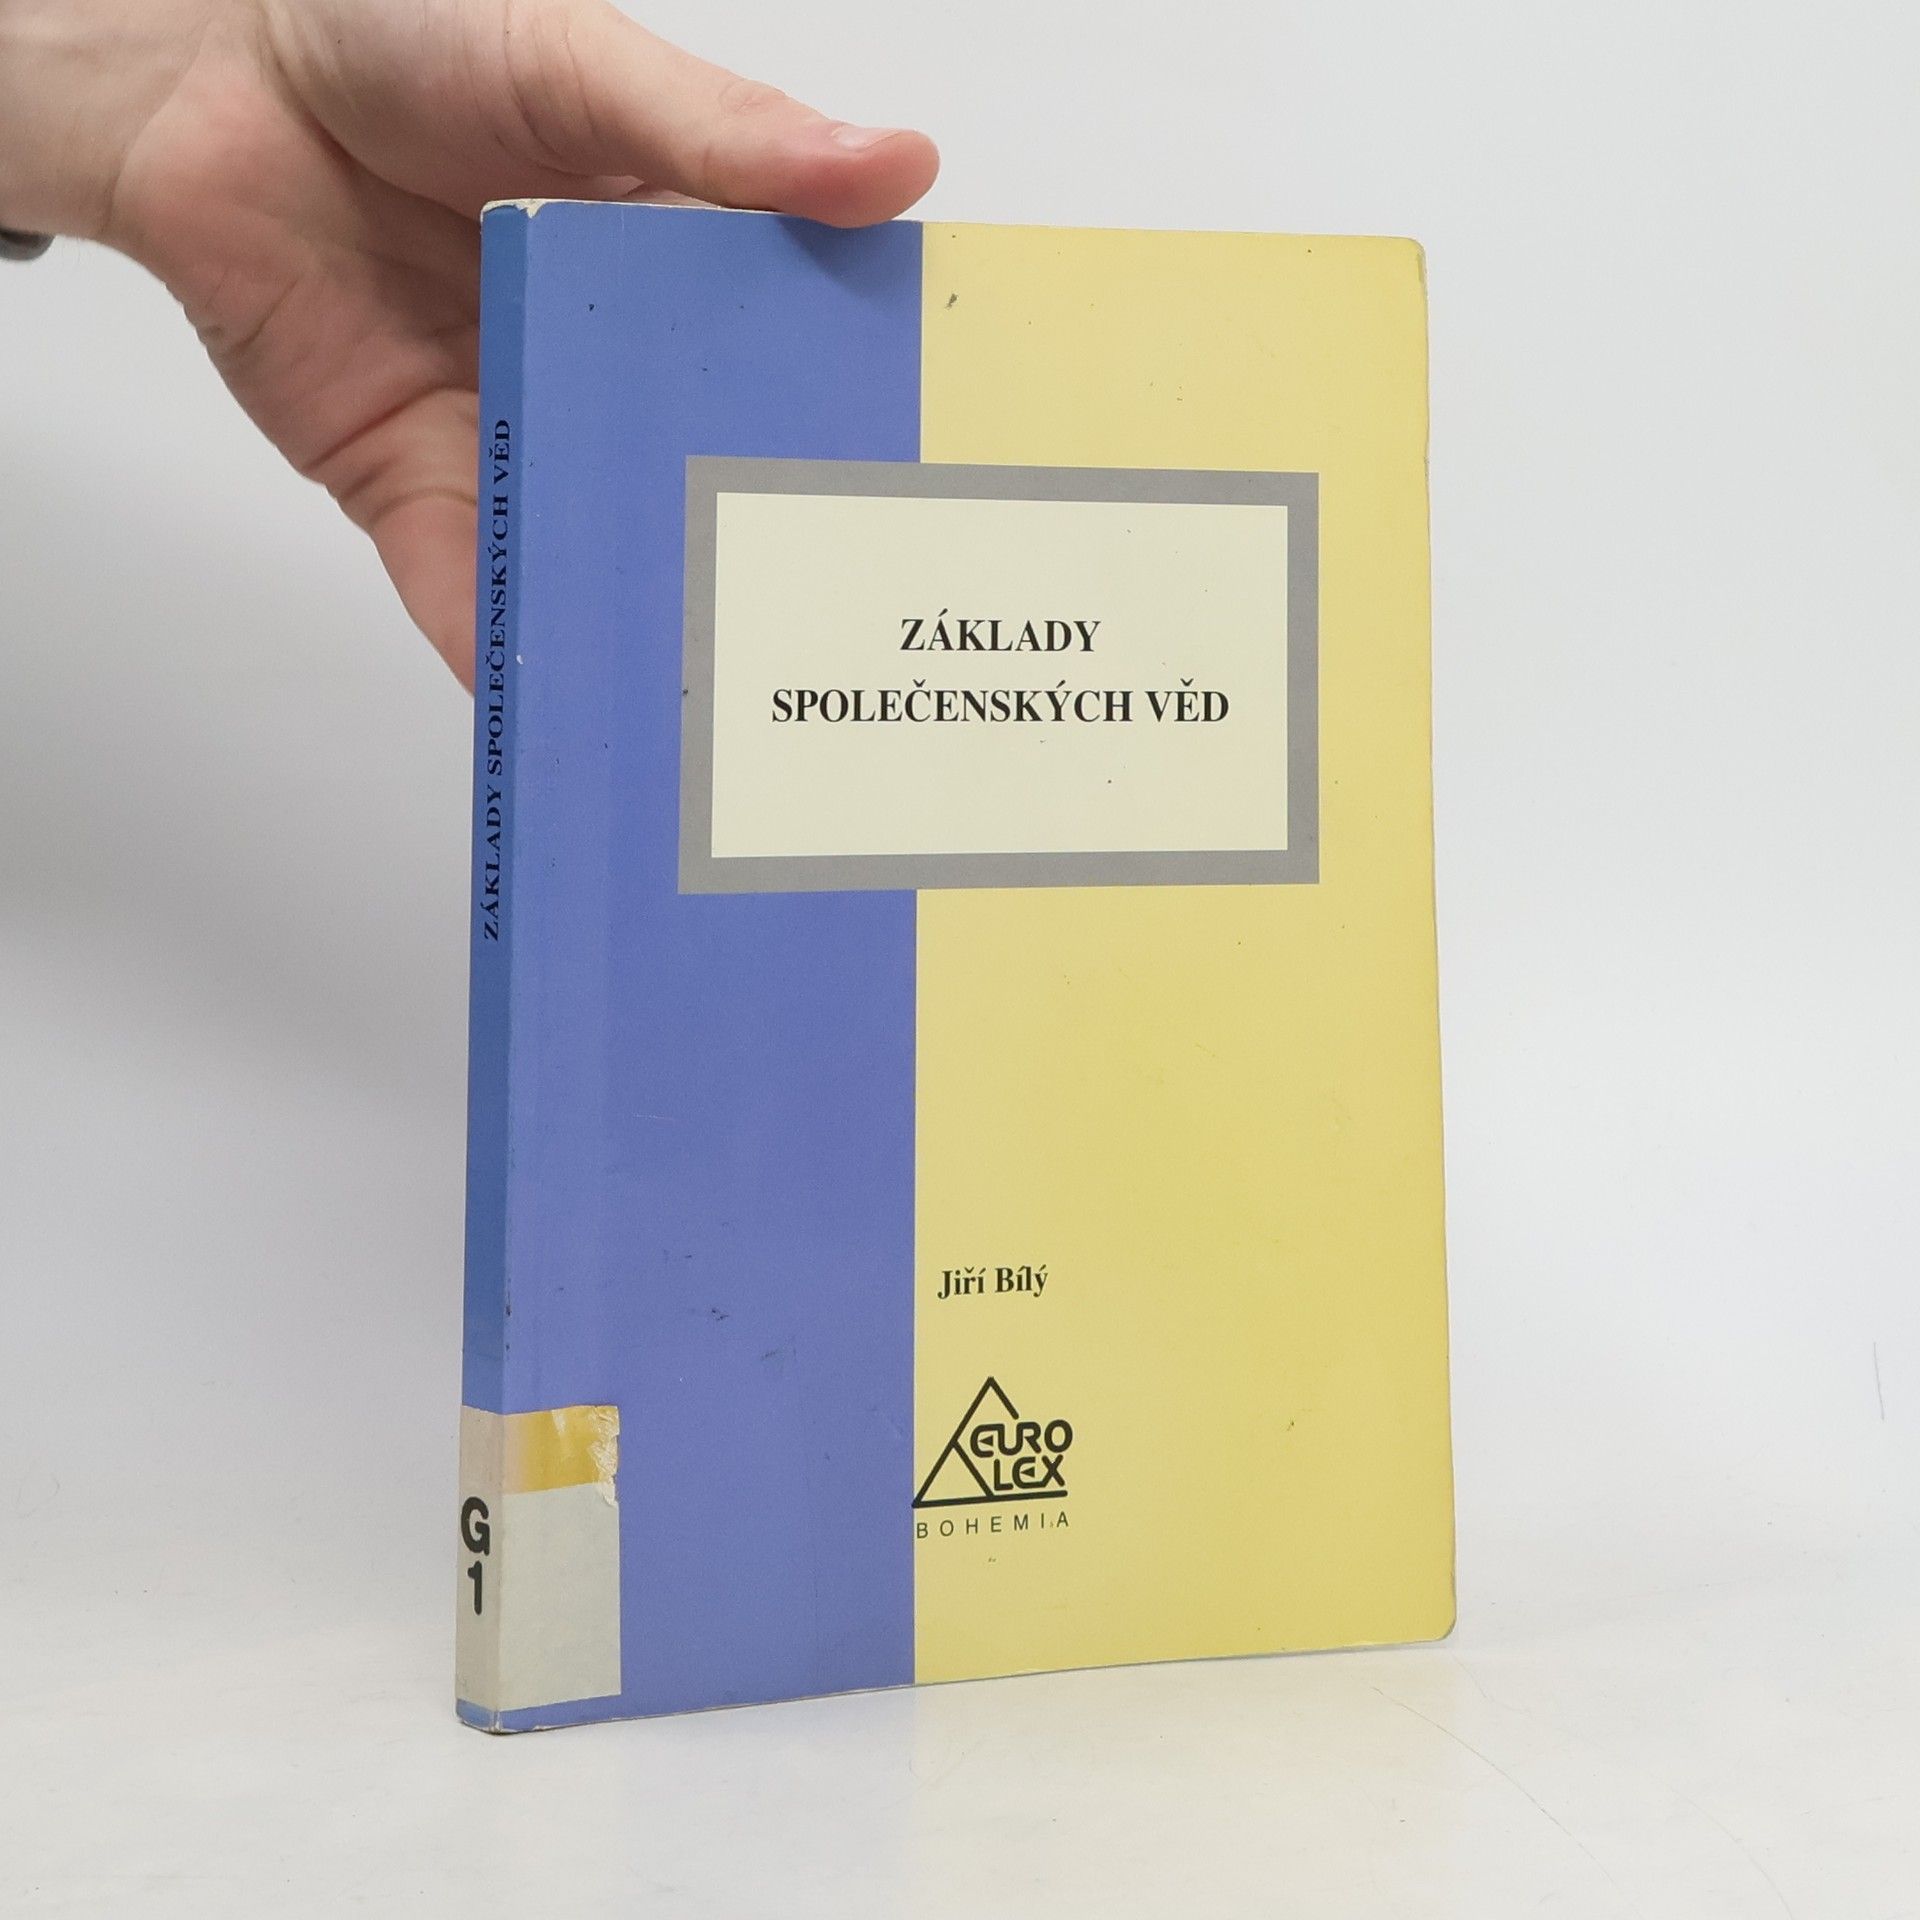 ZÁKLADY SPOLEČENSKÝCH VĚD
ZÁKLADY
SPOLEČENSKÝCH VĚD
Jiří Bílý
EURO
LEX
BOHEMIA
G
1